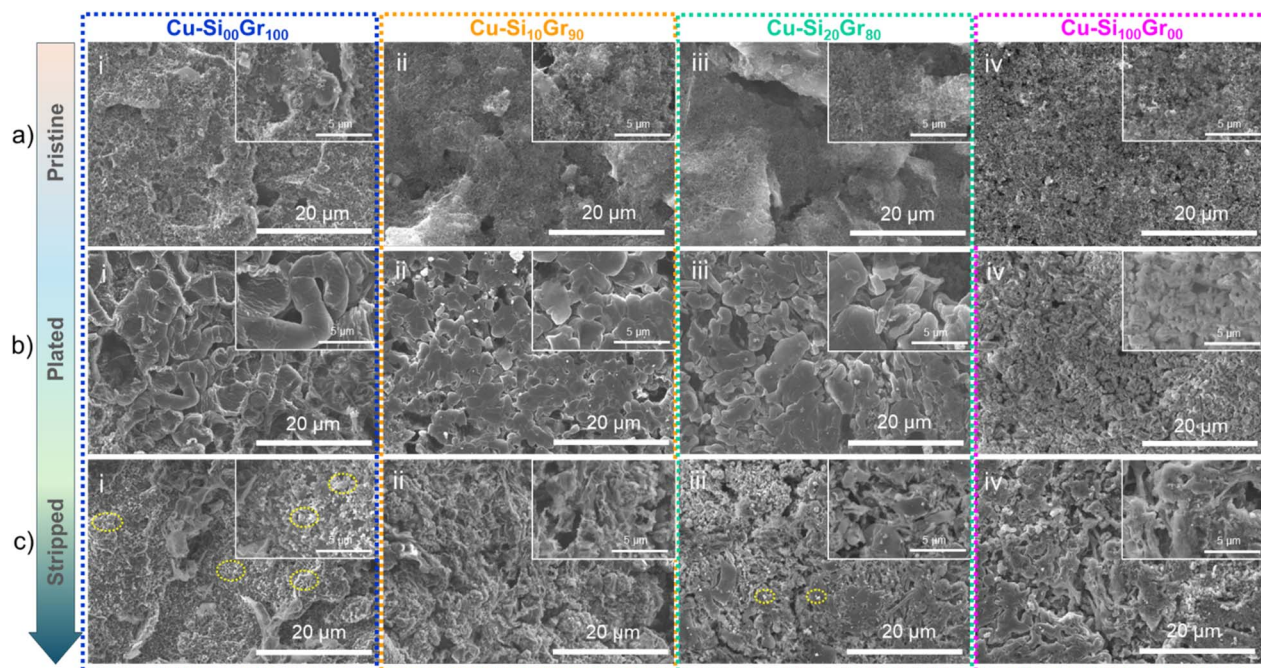 Cu-Si₀₀Gr₁₀₀ Cu-Si₁₀Gr₉₀ Cu-Si₂₀Gr₈₀ Cu-Si₁₀₀Gr₀₀
a) Pristine
i 5 µm 20 µm
ii 5 µm 20 µm
iii 5 µm 20 µm
iv 5 µm 20 µm
b) Plated
i 5 µm 20 µm
ii 5 µm 20 µm
iii 5 µm 20 µm
iv 5 µm 20 µm
c) Stripped
i 5 µm 20 µm
ii 5 µm 20 µm
iii 5 µm 20 µm
iv 5 µm 20 µm